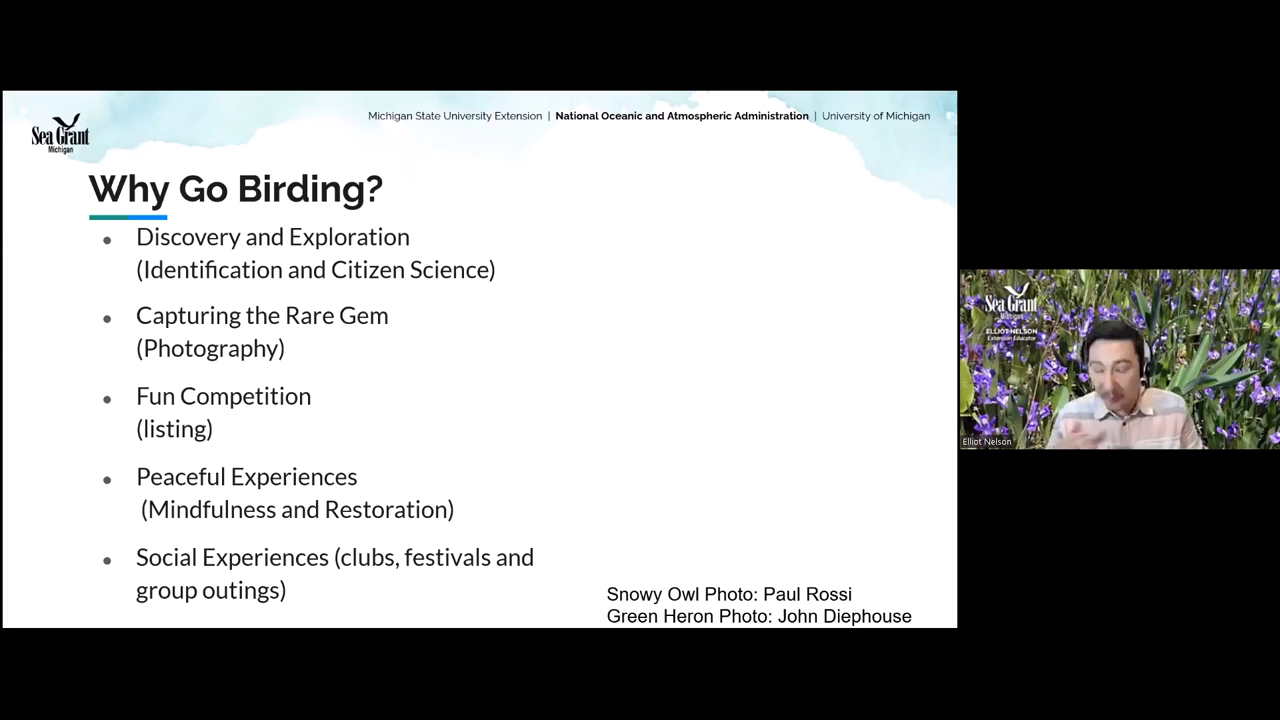 Sea Grant
Michigan
Michigan State University Extension | National Oceanic and Atmospheric Administration | University of Michigan
Why Go Birding?
• Discovery and Exploration
(Identification and Citizen Science)
• Capturing the Rare Gem
(Photography)
• Fun Competition
(listing)
• Peaceful Experiences
(Mindfulness and Restoration)
• Social Experiences (clubs, festivals and
group outings)
Snowy Owl Photo: Paul Rossi
Green Heron Photo: John Diephouse
Sea Grant
Michigan
ELLIOT NELSON
Extension Educator
Elliot Nelson